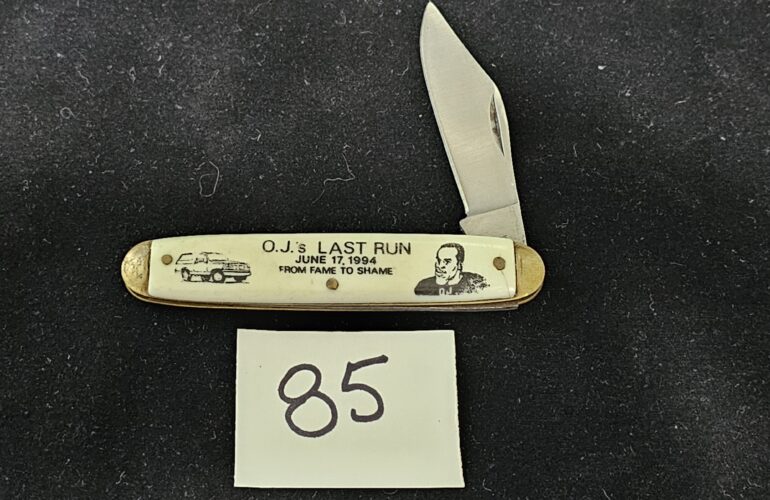 O.J.'s LAST RUN
JUNE 17, 1994
FROM FAME TO SHAME
O.J.
85